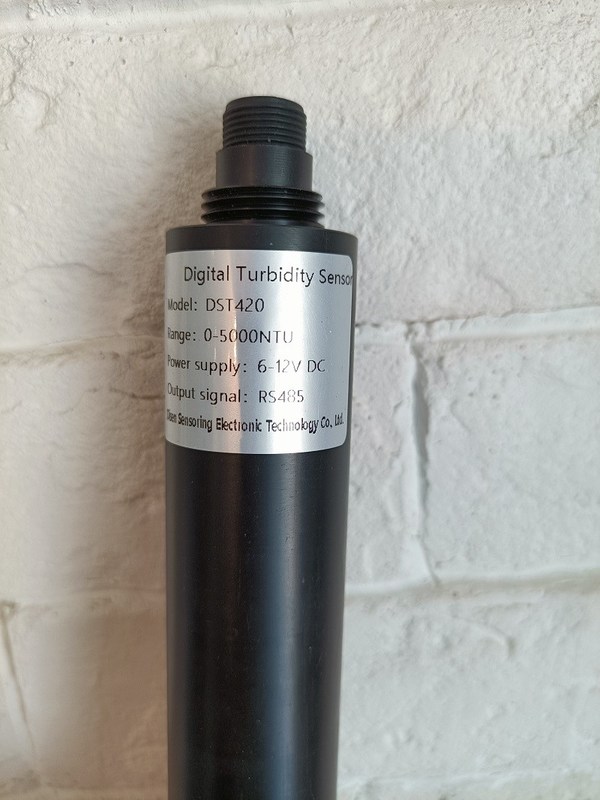 Digital Turbidity Sensor
Model: DST420
Range: 0-5000NTU
Power supply: 6-12V DC
Output signal: RS485
Sensoring Electronic Technology Co., Ltd.